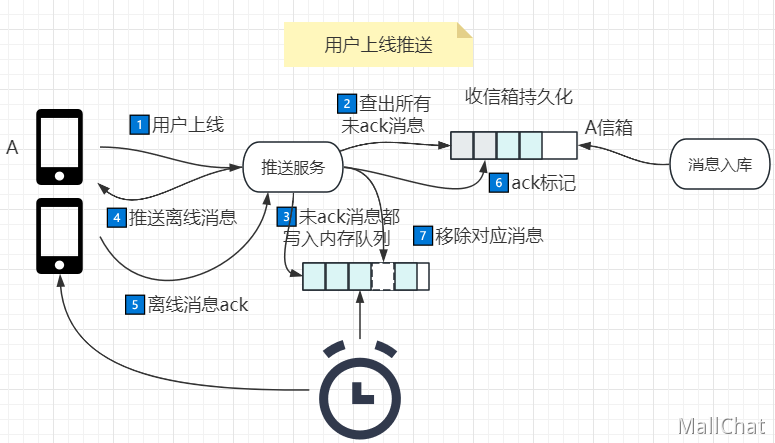 用户上线推送
A
1 用户上线
2 查出所有
未ack消息
收信箱持久化
A信箱
推送服务
消息入库
6 ack标记
4 推送离线消息
3 未ack消息都
写入内存队列
7 移除对应消息
5 离线消息ack
MallChat